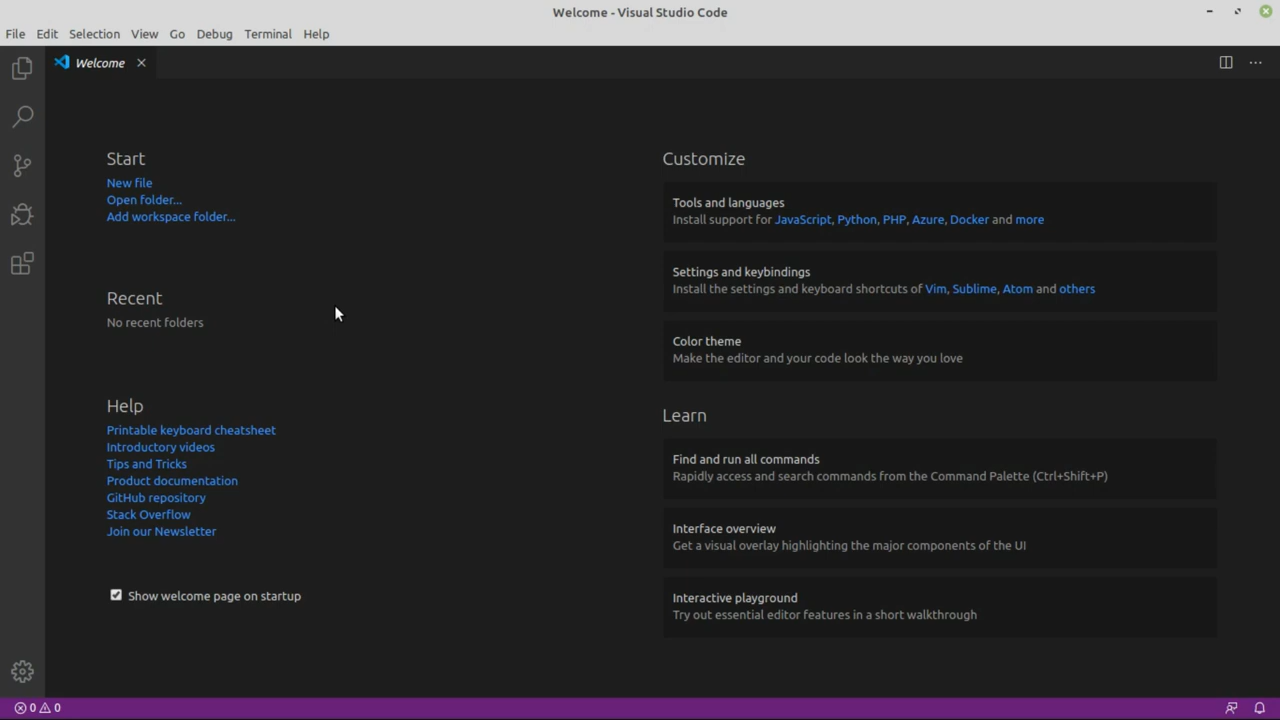 Welcome - Visual Studio Code
File Edit Selection View Go Debug Terminal Help
Welcome
Start
New file
Open folder...
Add workspace folder...
Recent
No recent folders
Help
Printable keyboard cheatsheet
Introductory videos
Tips and Tricks
Product documentation
GitHub repository
Stack Overflow
Join our Newsletter
Show welcome page on startup
Customize
Tools and languages
Install support for JavaScript, Python, PHP, Azure, Docker and more
Settings and keybindings
Install the settings and keyboard shortcuts of Vim, Sublime, Atom and others
Color theme
Make the editor and your code look the way you love
Learn
Find and run all commands
Rapidly access and search commands from the Command Palette (Ctrl+Shift+P)
Interface overview
Get a visual overlay highlighting the major components of the UI
Interactive playground
Try out essential editor features in a short walkthrough
0 0